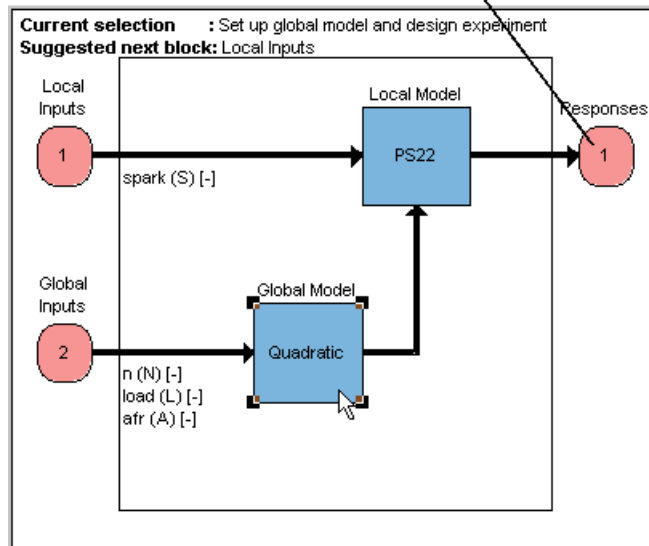 Current selection : Set up global model and design experiment
Suggested next block: Local Inputs
Local
Inputs
1
spark (S) [-]
Local Model
PS22
Responses
1
Global
Inputs
2
n (N) [-]
load (L) [-]
afr (A) [-]
Global Model
Quadratic